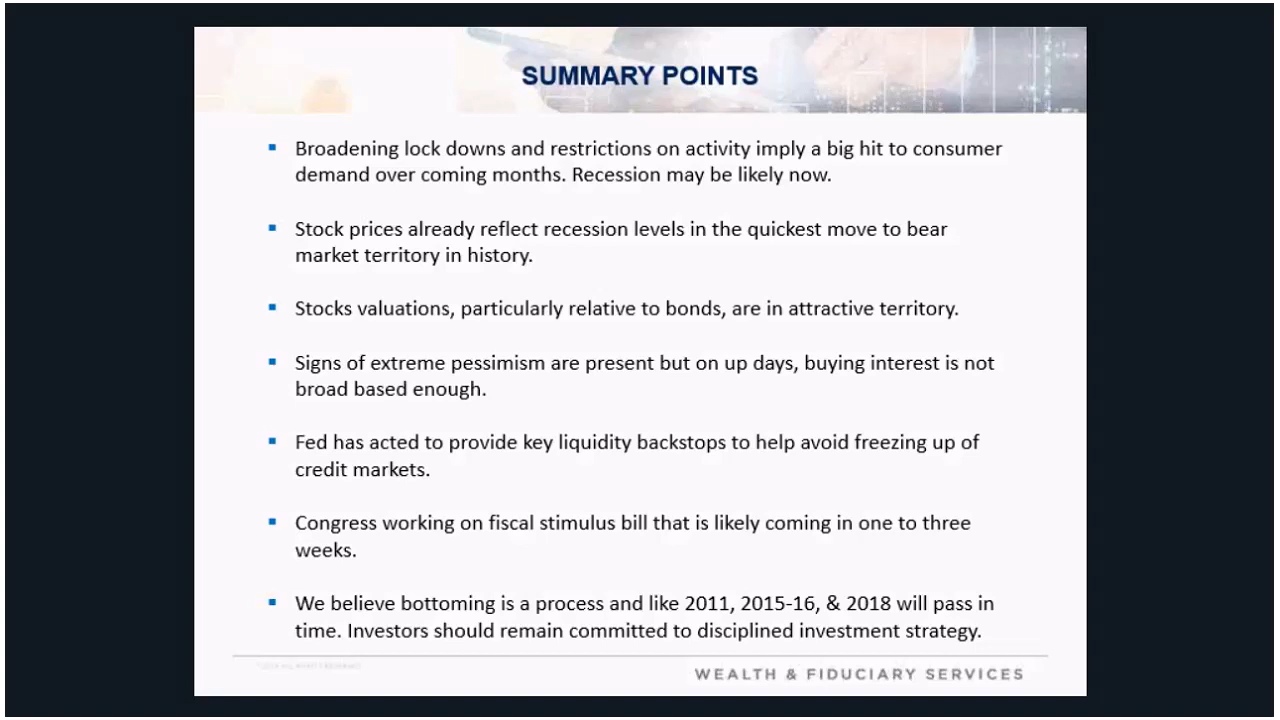 SUMMARY POINTS
▪ Broadening lock downs and restrictions on activity imply a big hit to consumer
demand over coming months. Recession may be likely now.
▪ Stock prices already reflect recession levels in the quickest move to bear
market territory in history.
▪ Stocks valuations, particularly relative to bonds, are in attractive territory.
▪ Signs of extreme pessimism are present but on up days, buying interest is not
broad based enough.
▪ Fed has acted to provide key liquidity backstops to help avoid freezing up of
credit markets.
▪ Congress working on fiscal stimulus bill that is likely coming in one to three
weeks.
▪ We believe bottoming is a process and like 2011, 2015-16, & 2018 will pass in
time. Investors should remain committed to disciplined investment strategy.
WEALTH & FIDUCIARY SERVICES